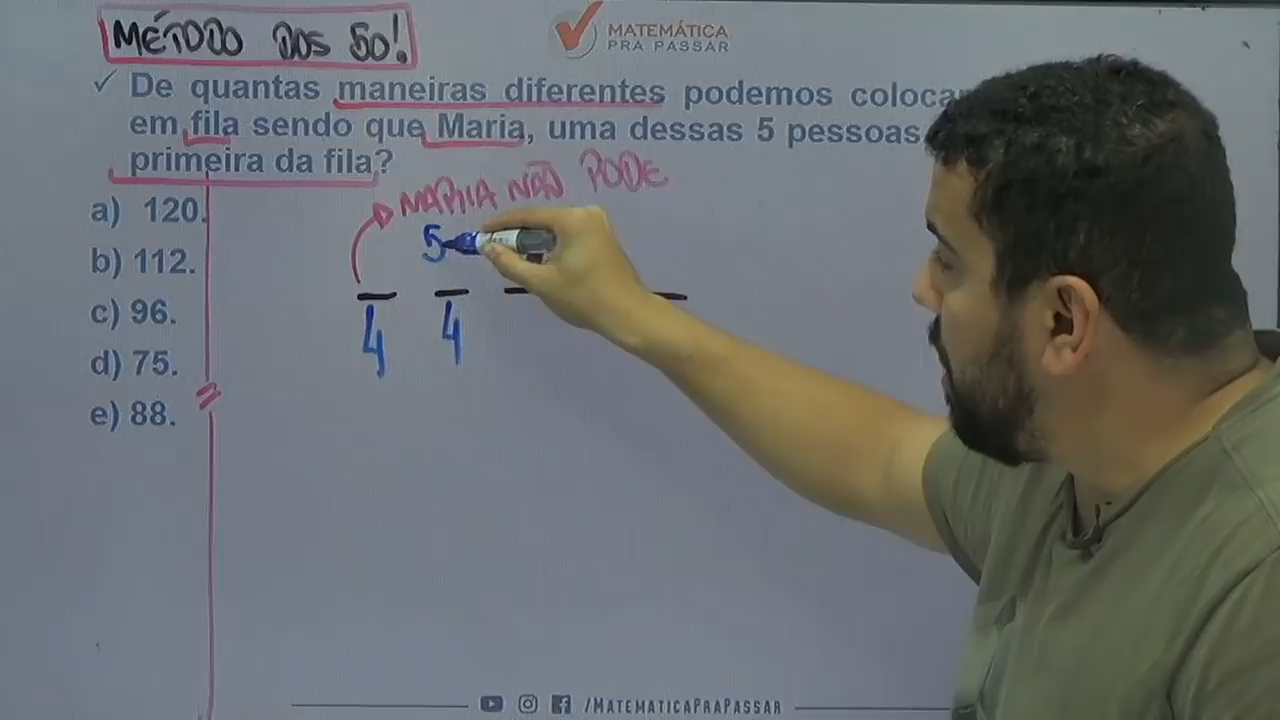 MÉTODO DOS 50!
MATEMÁTICA
PRA PASSAR
✓ De quantas maneiras diferentes podemos colocar
em fila sendo que Maria, uma dessas 5 pessoas,
primeira da fila?
MARIA NÃO PODE
a) 120.
b) 112.
c) 96.
d) 75.
e) 88.
5
4 4
/MatematicaPraPassar